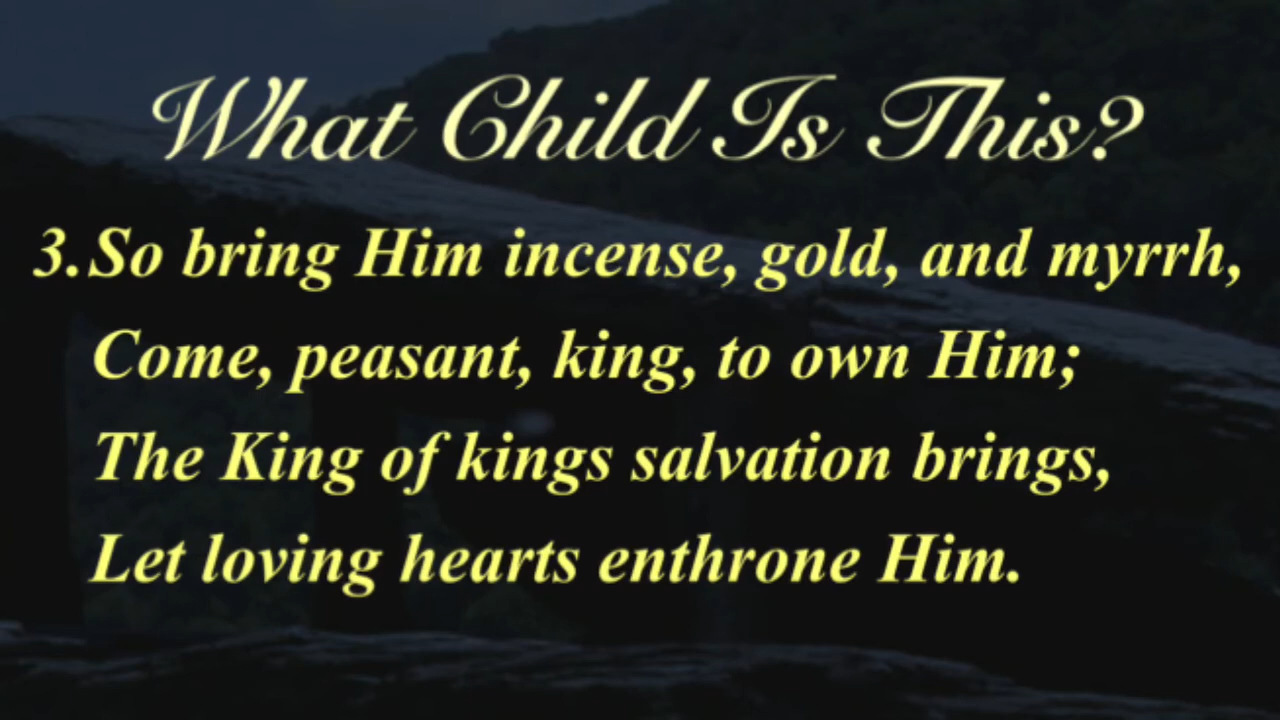 What Child Is This?
3. So bring Him incense, gold, and myrrh,
Come, peasant, king, to own Him;
The King of kings salvation brings,
Let loving hearts enthrone Him.